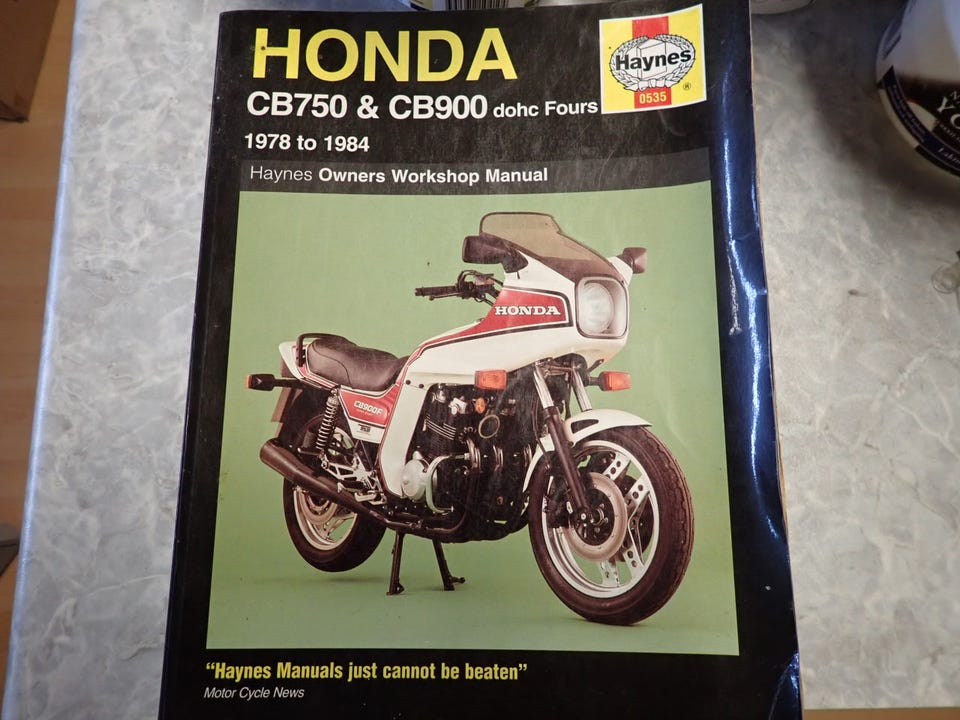 HONDA
Haynes
®
0535
CB750 & CB900 dohc Fours
1978 to 1984
Haynes Owners Workshop Manual
HONDA
CB900F
"Haynes Manuals just cannot be beaten"
Motor Cycle News